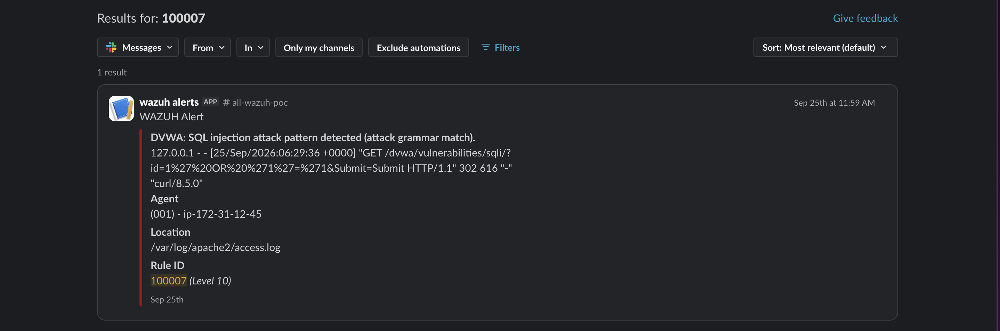 Results for: 100007
Give feedback
Messages
From
In
Only my channels
Exclude automations
Filters
Sort: Most relevant (default)
1 result
wazuh alerts APP # all-wazuh-poc
Sep 25th at 11:59 AM
WAZUH Alert
DVWA: SQL injection attack pattern detected (attack grammar match).
127.0.0.1 - - [25/Sep/2026:06:29:36 +0000] "GET /dvwa/vulnerabilities/sqli/?
id=1%27%20OR%20%271%27=%271&Submit=Submit HTTP/1.1" 302 616 "-"
"curl/8.5.0"
Agent
(001) - ip-172-31-12-45
Location
/var/log/apache2/access.log
Rule ID
100007 (Level 10)
Sep 25th